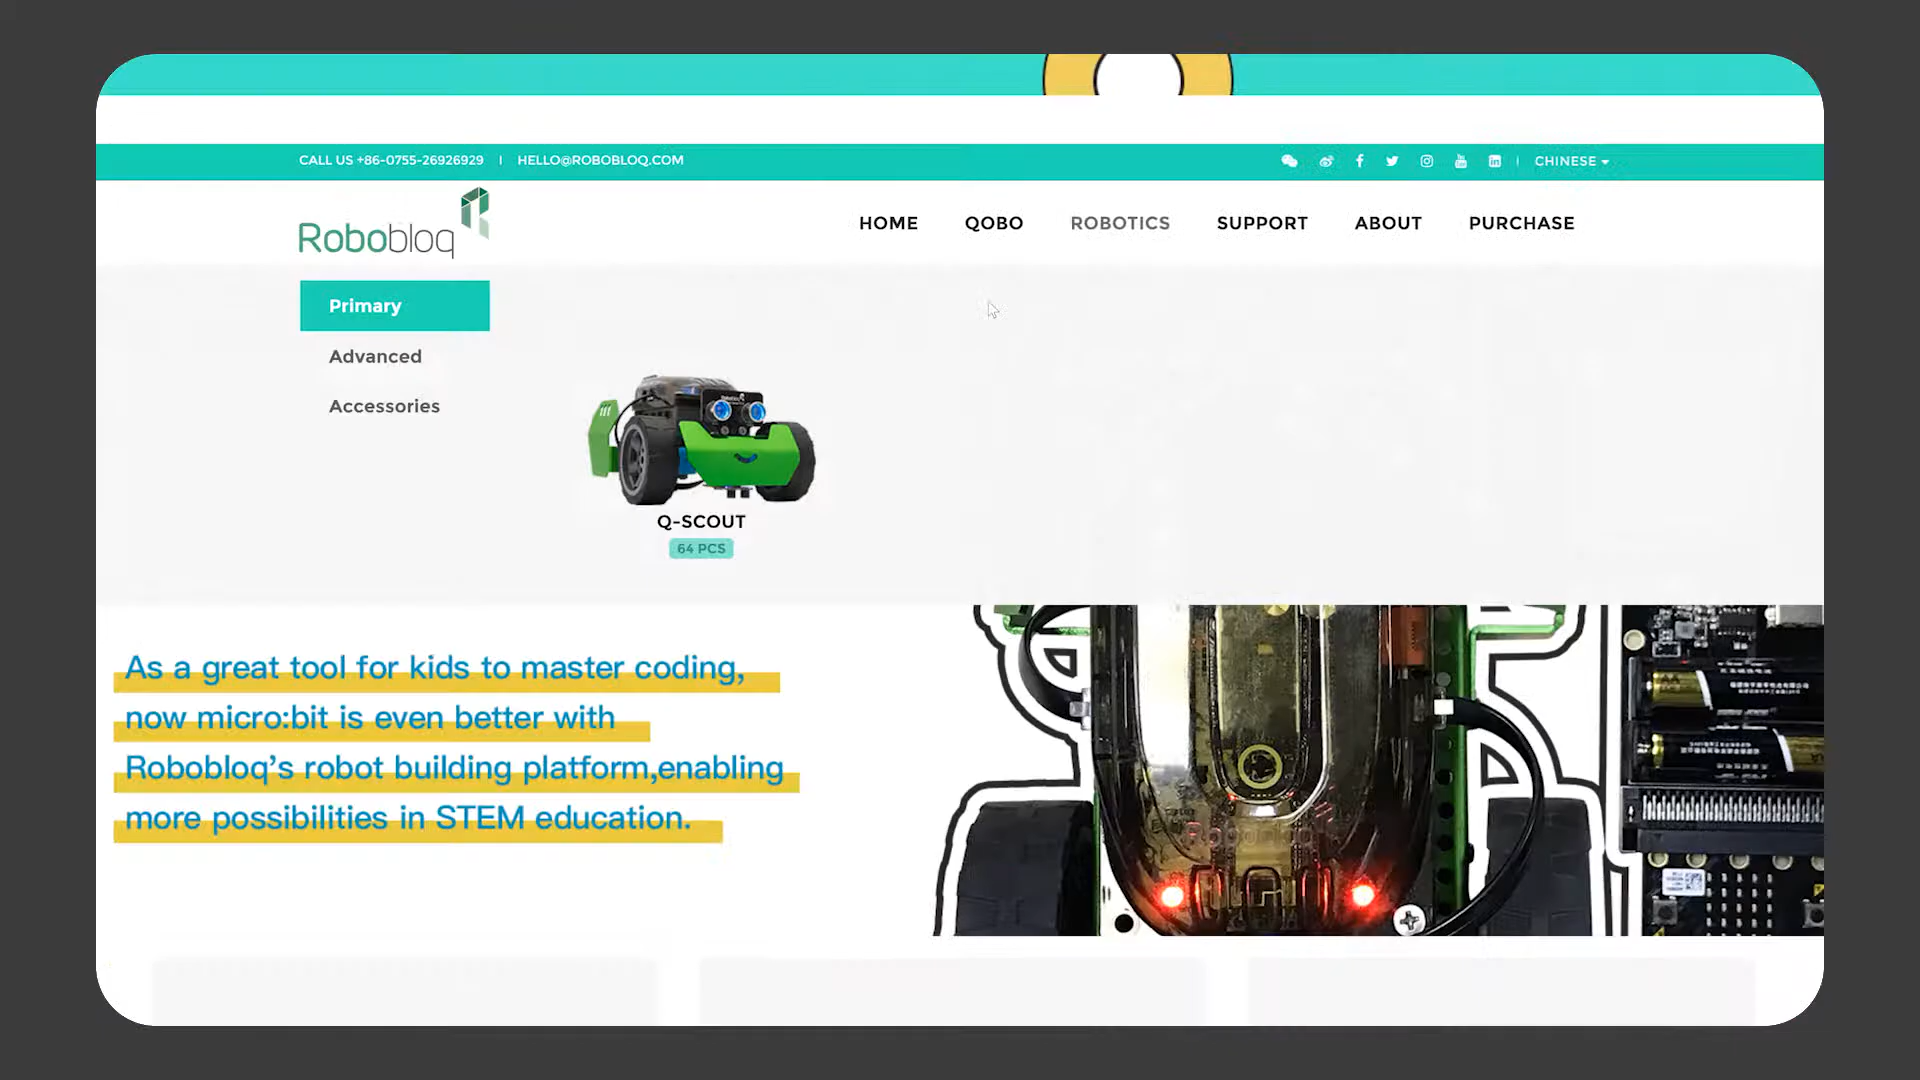 CALL US +86-0755-26926929 | HELLO@ROBOBLOQ.COM
CHINESE
Robobloq
HOME QOBO ROBOTICS SUPPORT ABOUT PURCHASE
Primary
Advanced
Accessories
Q-SCOUT
64 PCS
As a great tool for kids to master coding,
now micro:bit is even better with
Robobloq's robot building platform,enabling
more possibilities in STEM education.